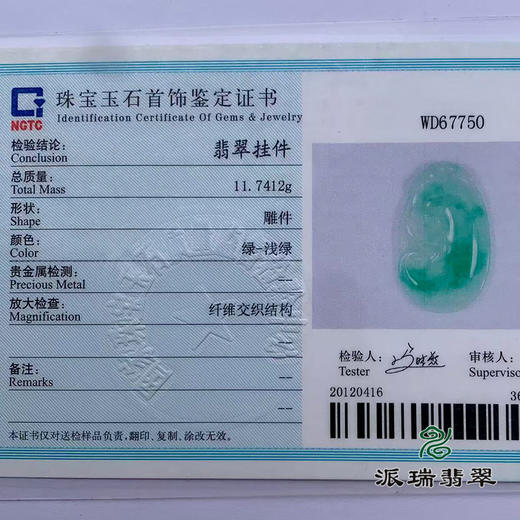 NGTC
珠宝玉石首饰鉴定证书
Identification Certificate Of Gems & Jewelry
检验结论:
Conclusion
翡翠挂件
总质量:
Total Mass
11.7412g
形状:
Shape
雕件
颜色:
Color
绿-浅绿
贵金属检测:
Precious Metal
--
放大检查:
Magnification
纤维交织结构
--
备注:
Remarks
--
--
本证书仅对送检样品负责,翻印、复制、涂改无效。
WD67750
检验人:
Tester
审核人:
Superviso
20120416
36
派瑞翡翠